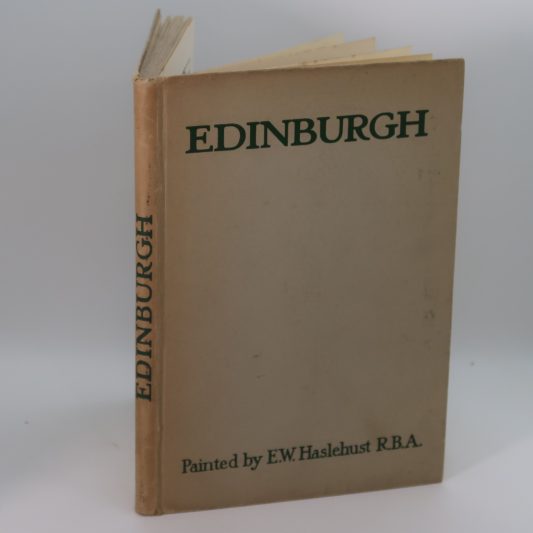 EDINBURGH
EDINBURGH
Painted by E.W. Haslehust R.B.A.